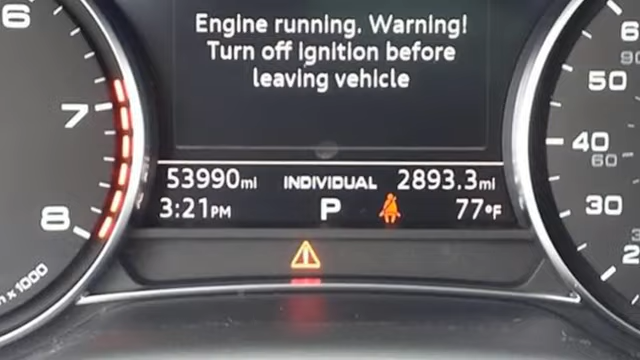 Engine running. Warning!
Turn off ignition before
leaving vehicle
53990mi INDIVIDUAL 2893.3mi
3:21PM P 77°F
6
7
8
x 1000
50
40
60
30